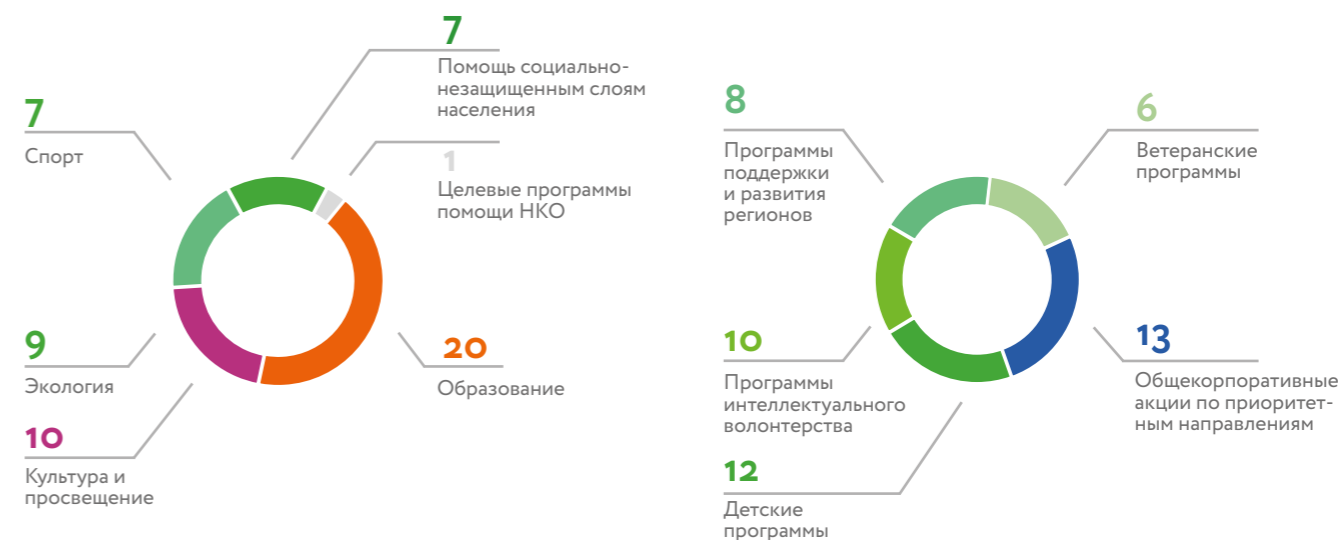 7
Помощь социально-
незащищенным слоям
населения
7
Спорт
1
Целевые программы
помощи НКО
9
Экология
20
Образование
10
Культура и
просвещение
8
Программы
поддержки
и развития
регионов
6
Ветеранские
программы
10
Программы
интеллектуального
волонтерства
13
Общекорпоративные
акции по приоритет-
ным направлениям
12
Детские
программы